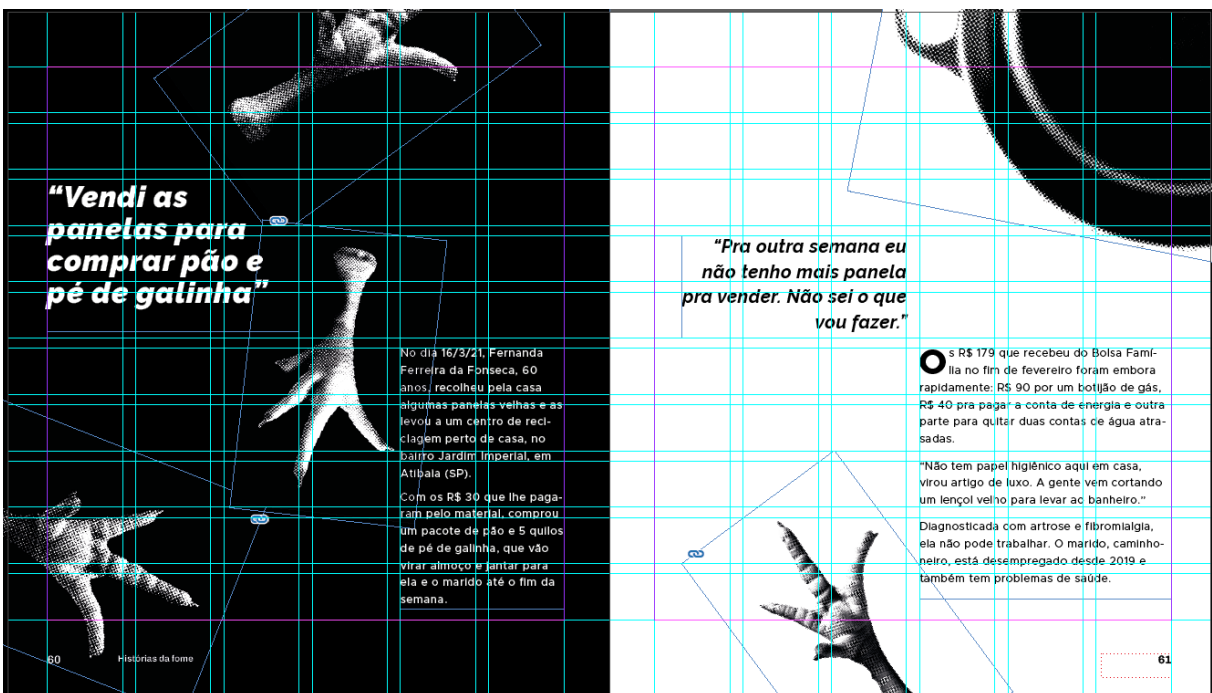 “Vendi as
panelas para
comprar pão e
pé de galinha”
No dia 16/3/21, Fernanda
Ferreira da Fonseca, 60
anos, recolheu pela casa
algumas panelas velhas e as
levou a um centro de reci-
clagem perto de casa, no
bairro Jardim Imperial, em
Atibaia (SP).
Com os R$ 30 que lhe paga-
ram pelo material, comprou
um pacote de pão e 5 quilos
de pé de galinha, que vão
virar almoço e jantar para
ela e o marido até o fim da
semana.
60
Histórias da fome
“Pra outra semana eu
não tenho mais panela
pra vender. Não sei o que
vou fazer.”
Os R$ 179 que recebeu do Bolsa Famí-
lia no fim de fevereiro foram embora
rapidamente: R$ 90 por um botijão de gás,
R$ 40 pra pagar a conta de energia e outra
parte para quitar duas contas de água atra-
sadas.
“Não tem papel higiênico aqui em casa,
virou artigo de luxo. A gente vem cortando
um lençol velho para levar ao banheiro.”
Diagnosticada com artrose e fibromialgia,
ela não pode trabalhar. O marido, caminho-
neiro, está desempregado desde 2019 e
também tem problemas de saúde.
61